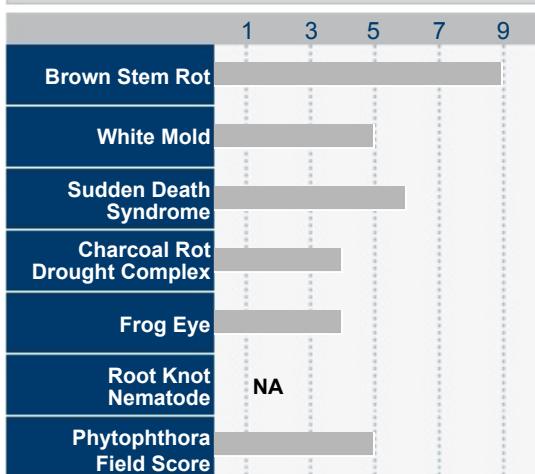 1 3 5 7 9
Brown Stem Rot
White Mold
Sudden Death
Syndrome
Charcoal Rot
Drought Complex
Frog Eye
Root Knot
Nematode
NA
Phytophthora
Field Score